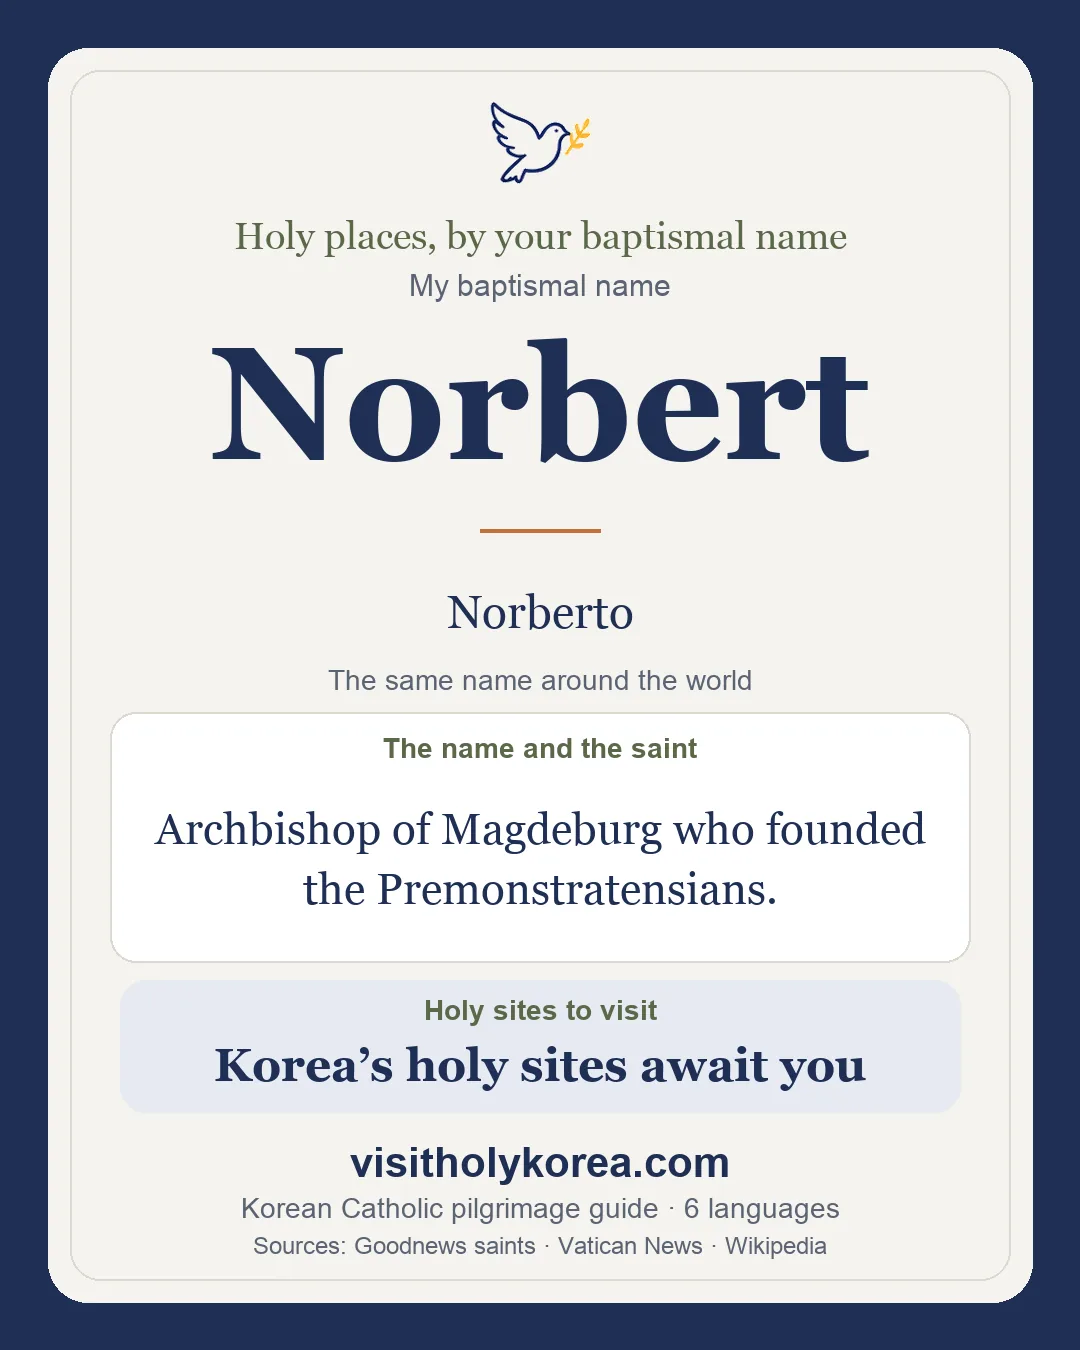 Holy places, by your baptismal name
My baptismal name
Norbert
Norberto
The same name around the world
The name and the saint
Archbishop of Magdeburg who founded
the Premonstratensians.
Holy sites to visit
Korea’s holy sites await you
visitholykorea.com
Korean Catholic pilgrimage guide · 6 languages
Sources: Goodnews saints · Vatican News · Wikipedia